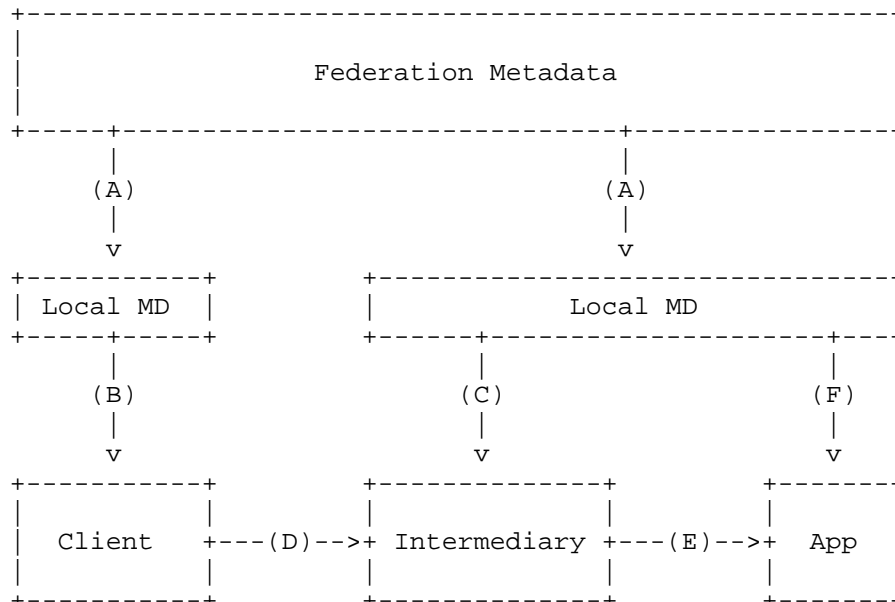 Federation Metadata
(A) (A)
Local MD Local MD
(B) (C) (F)
Client (D) Intermediary (E) App